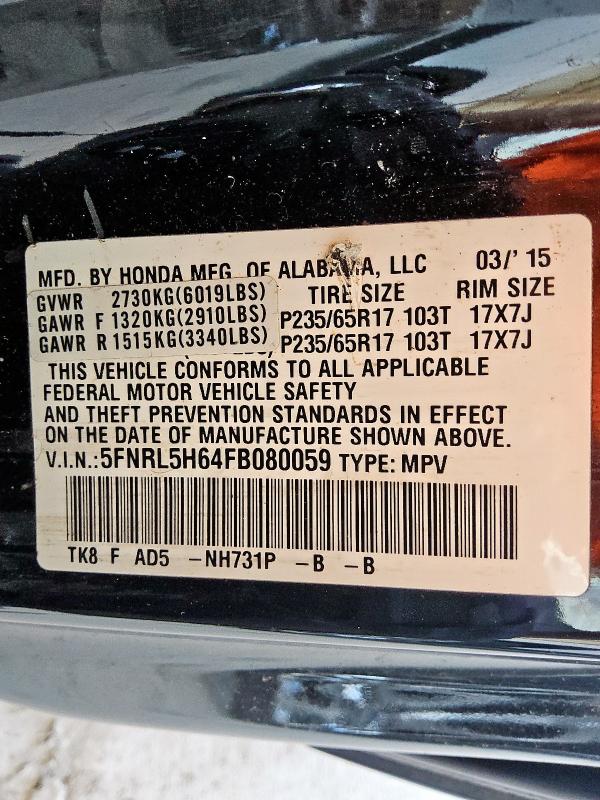 MFD. BY HONDA MFG. OF ALABAMA, LLC 03/' 15
GVWR 2730KG(6019LBS) TIRE SIZE RIM SIZE
GAWR F 1320KG(2910LBS) P235/65R17 103T 17X7J
GAWR R 1515KG(3340LBS) P235/65R17 103T 17X7J
THIS VEHICLE CONFORMS TO ALL APPLICABLE
FEDERAL MOTOR VEHICLE SAFETY
AND THEFT PREVENTION STANDARDS IN EFFECT
ON THE DATE OF MANUFACTURE SHOWN ABOVE.
V.I.N.:5FNRL5H64FB080059 TYPE: MPV
TK8 F AD5 -NH731P -B -B